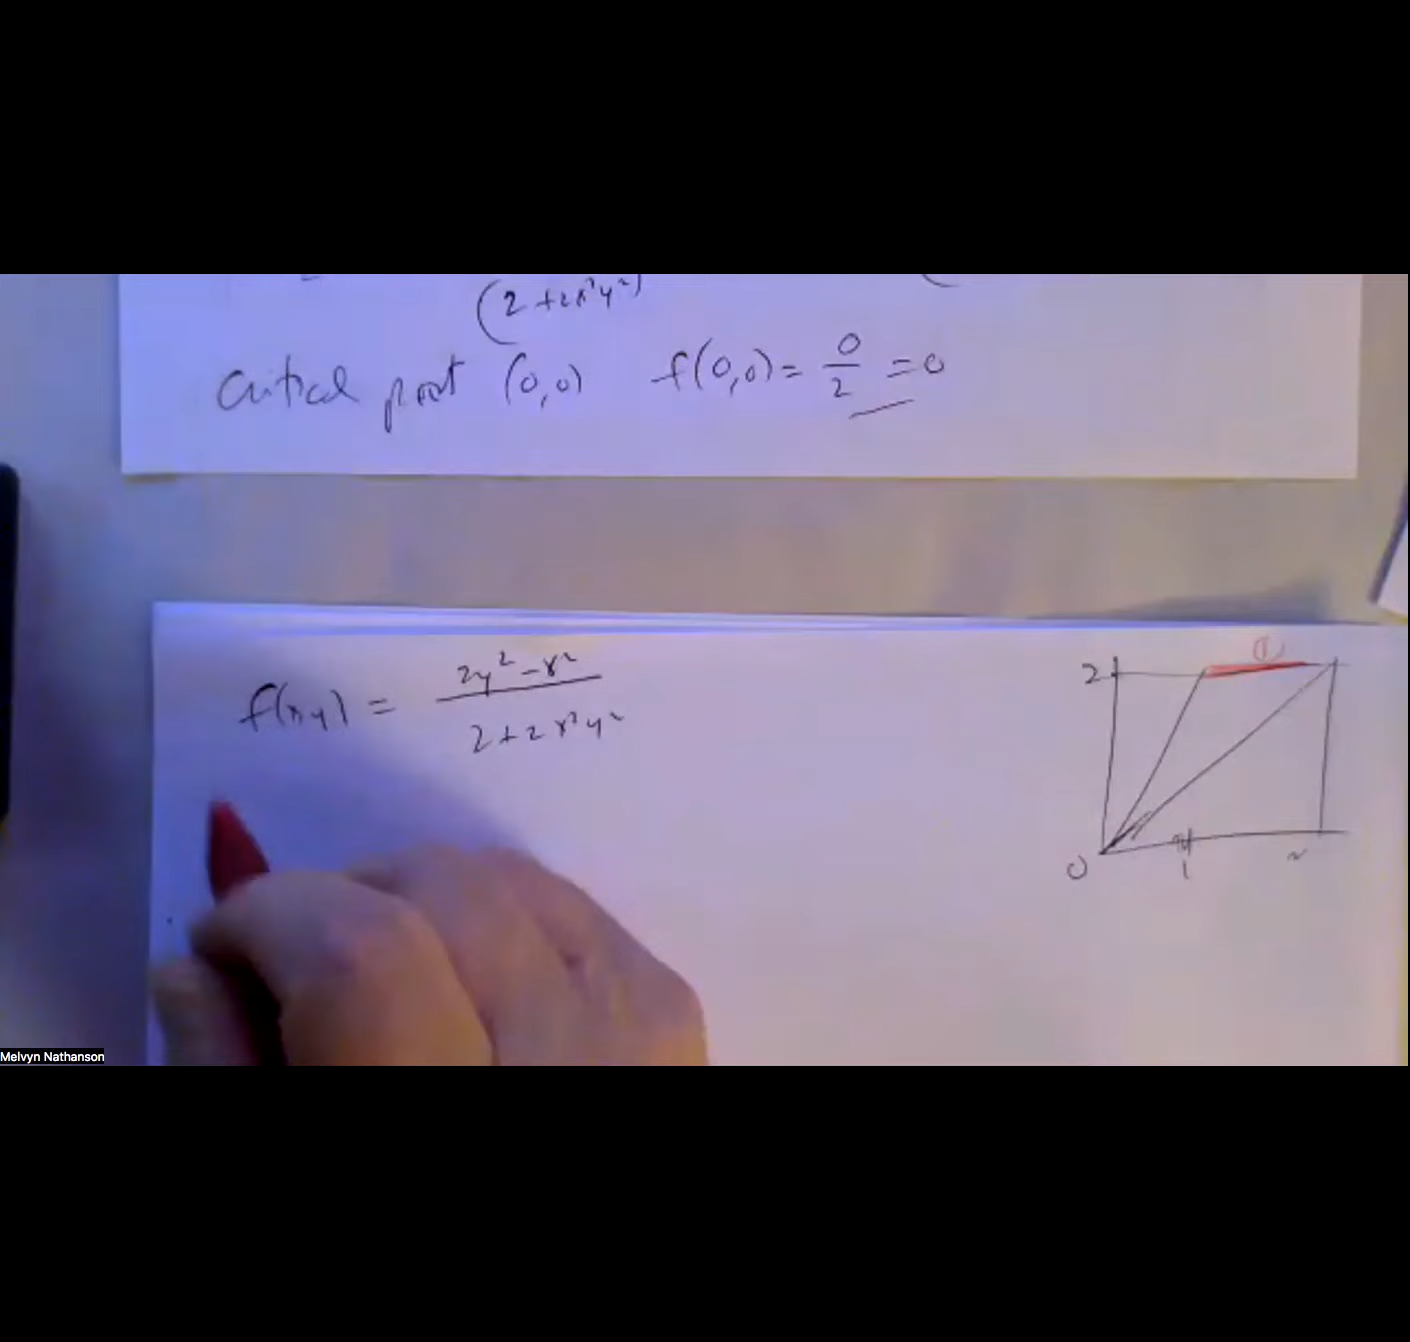 (2+2x²y²)
Critical point (0,0) f(0,0) = 0/2 = 0
f(x,y) = 2y²-x² / 2+2x²y²
①
2
0 1 2
Melvyn Nathanson